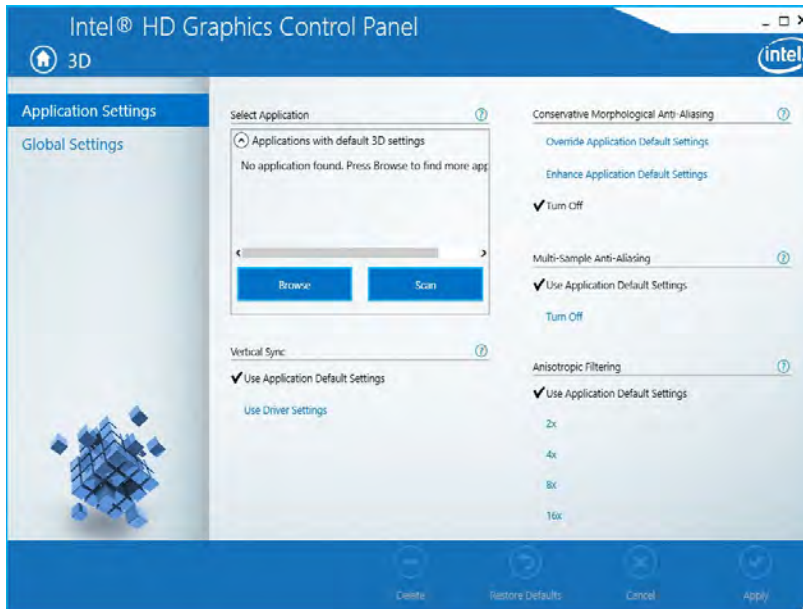 Intel® HD Graphics Control Panel
3D
intel
Application Settings
Global Settings
Select Application
Applications with default 3D settings
No application found. Press Browse to find more app
Browse
Scan
Vertical Sync
Use Application Default Settings
Use Driver Settings
Conservative Morphological Anti-Aliasing
Override Application Default Settings
Enhance Application Default Settings
Turn Off
Multi-Sample Anti-Aliasing
Use Application Default Settings
Turn Off
Anisotropic Filtering
Use Application Default Settings
2x
4x
8x
16x
Delete
Restore Defaults
Cancel
Apply